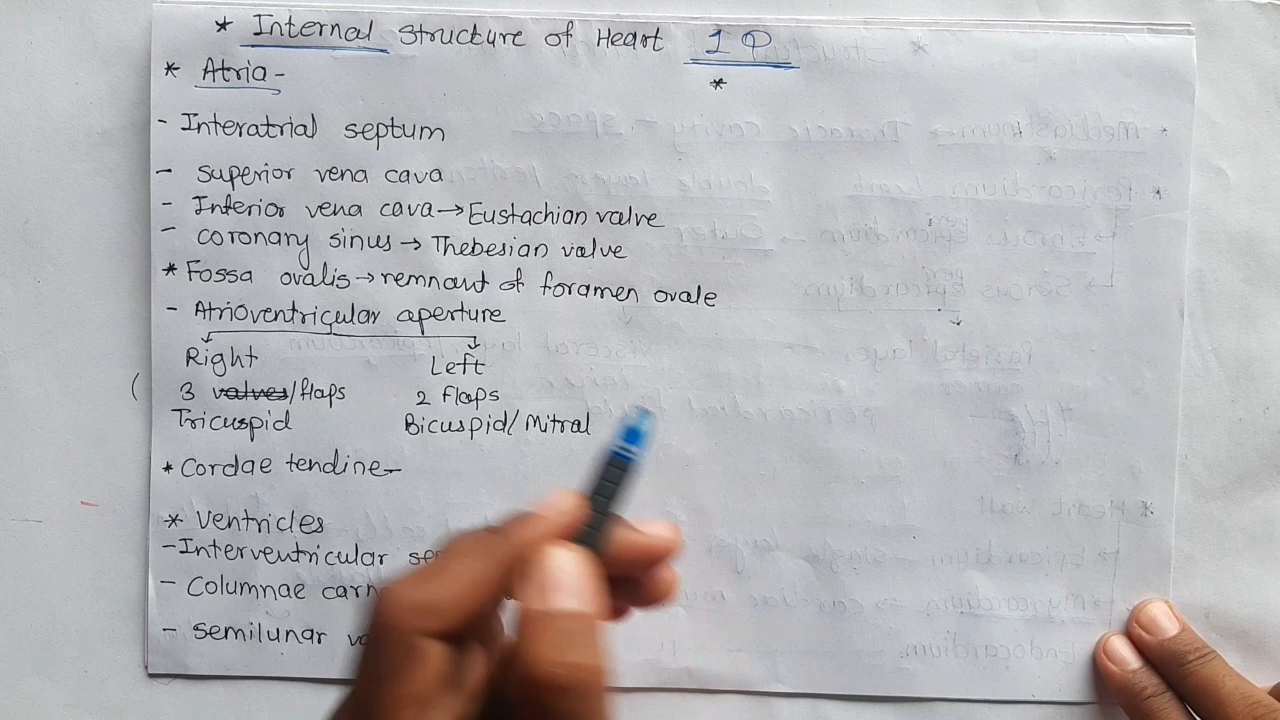 * Internal structure of Heart IP
*
* Atria-
- Interatrial septum
- superior vena cava
- Inferior vena cava→Eustachian valve
- coronary sinus → Thebesian valve
* Fossa ovalis→remnant of foramen ovale
- Atrioventricular aperture
Right Left
3 valves/flaps 2 flaps
Tricuspid Bicuspid/Mitral
* Cordae tendine-
* Ventricles
- Interventricular
- Columnae
- semilunar